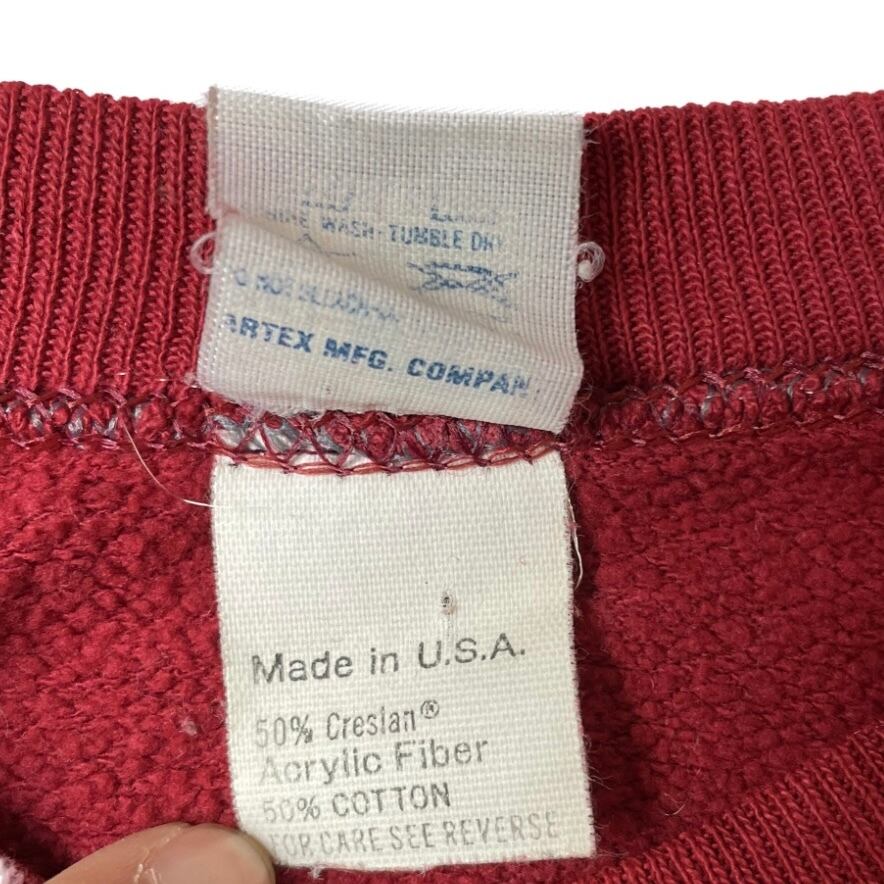 WASH-TUMBLE DRY
ARTEX MFG. COMPAN
Made in U.S.A.
50% Creslan®
Acrylic Fiber
50% COTTON
FOR CARE SEE REVERSE